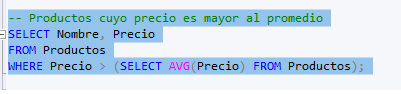 -- Productos cuyo precio es mayor al promedio
SELECT Nombre, Precio
FROM Productos
WHERE Precio > (SELECT AVG(Precio) FROM Productos);